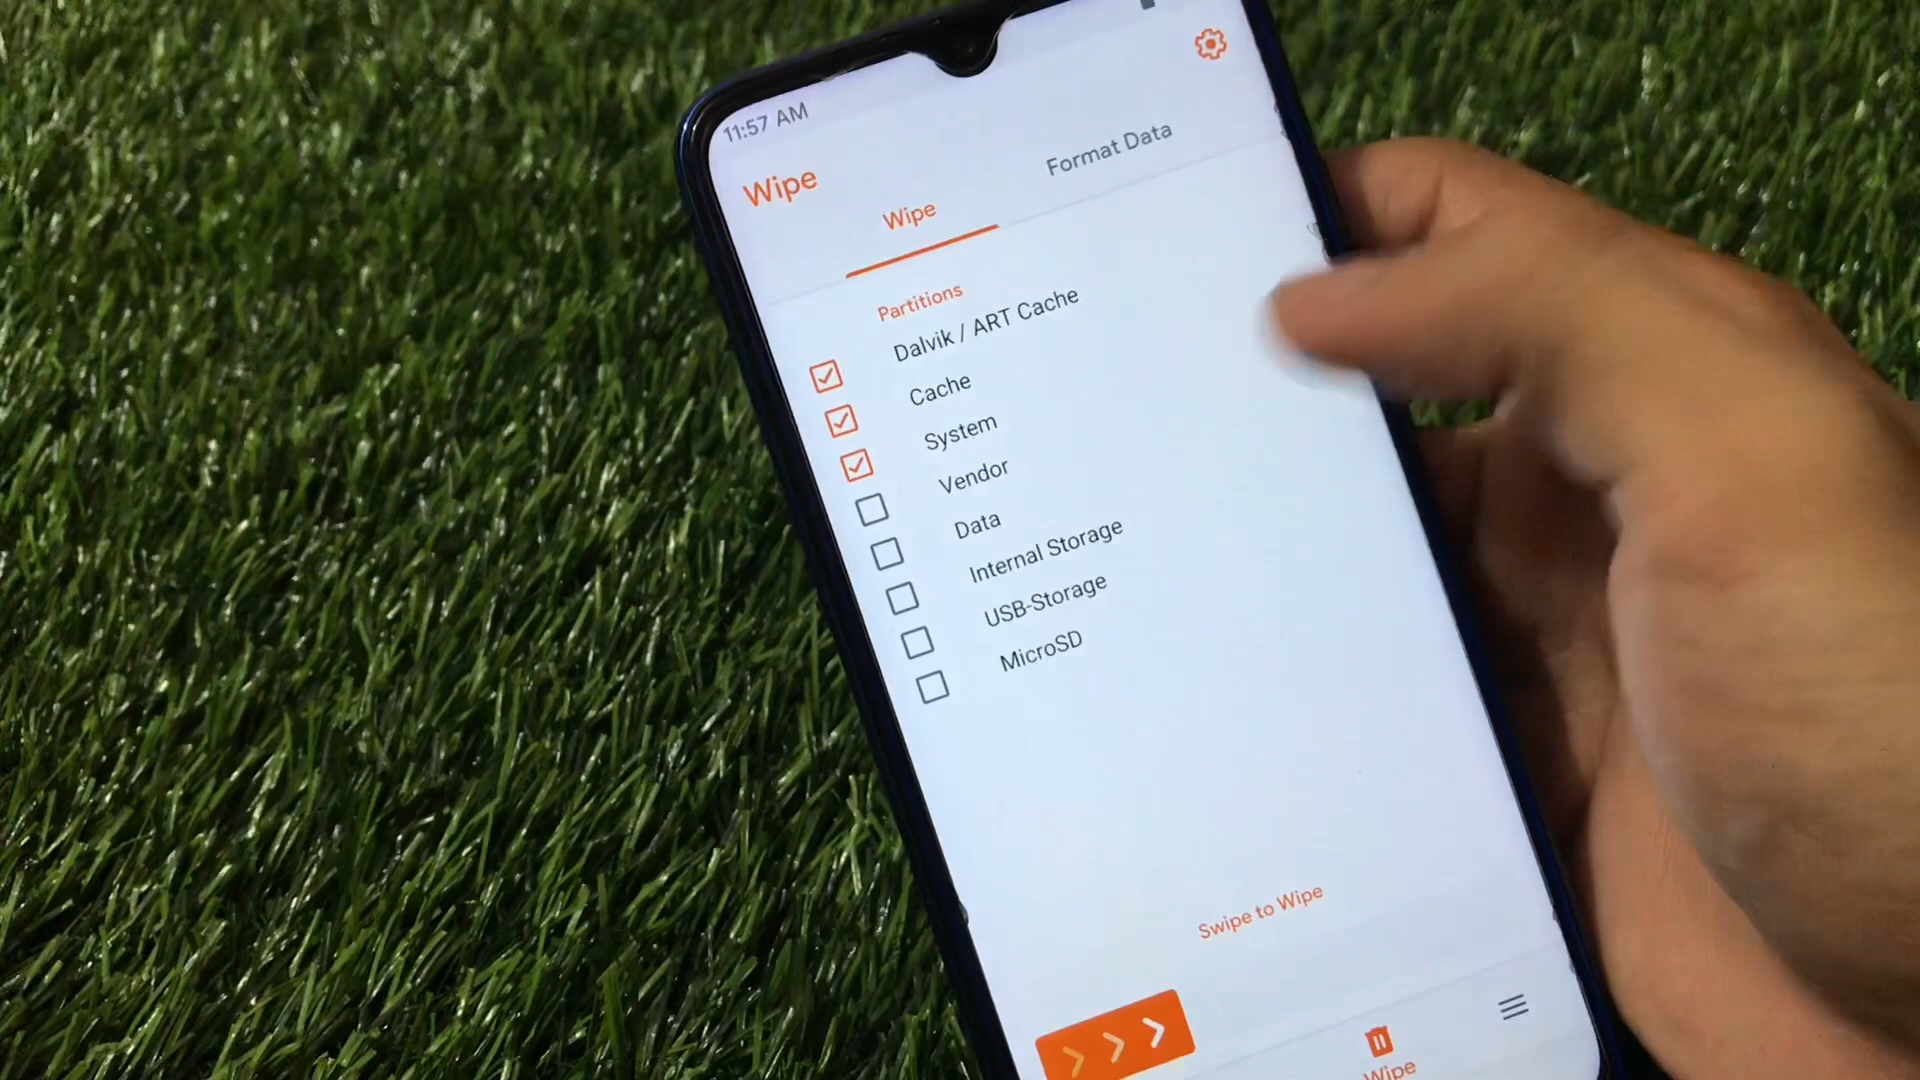 11:57 AM
Wipe
Wipe
Format Data
Partitions
Dalvik / ART Cache
Cache
System
Vendor
Data
Internal Storage
USB-Storage
MicroSD
Swipe to Wipe
Wipe